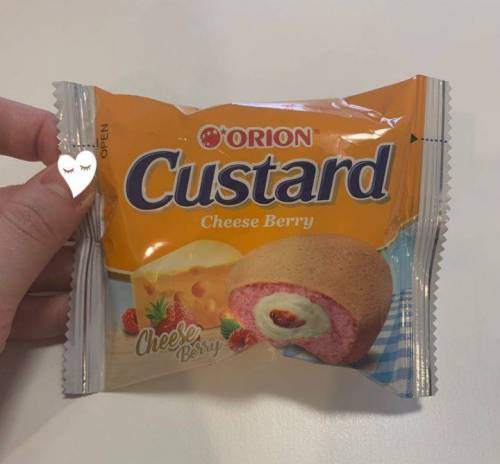 OPEN
ORION
Custard
Cheese Berry
Cheese
Berry